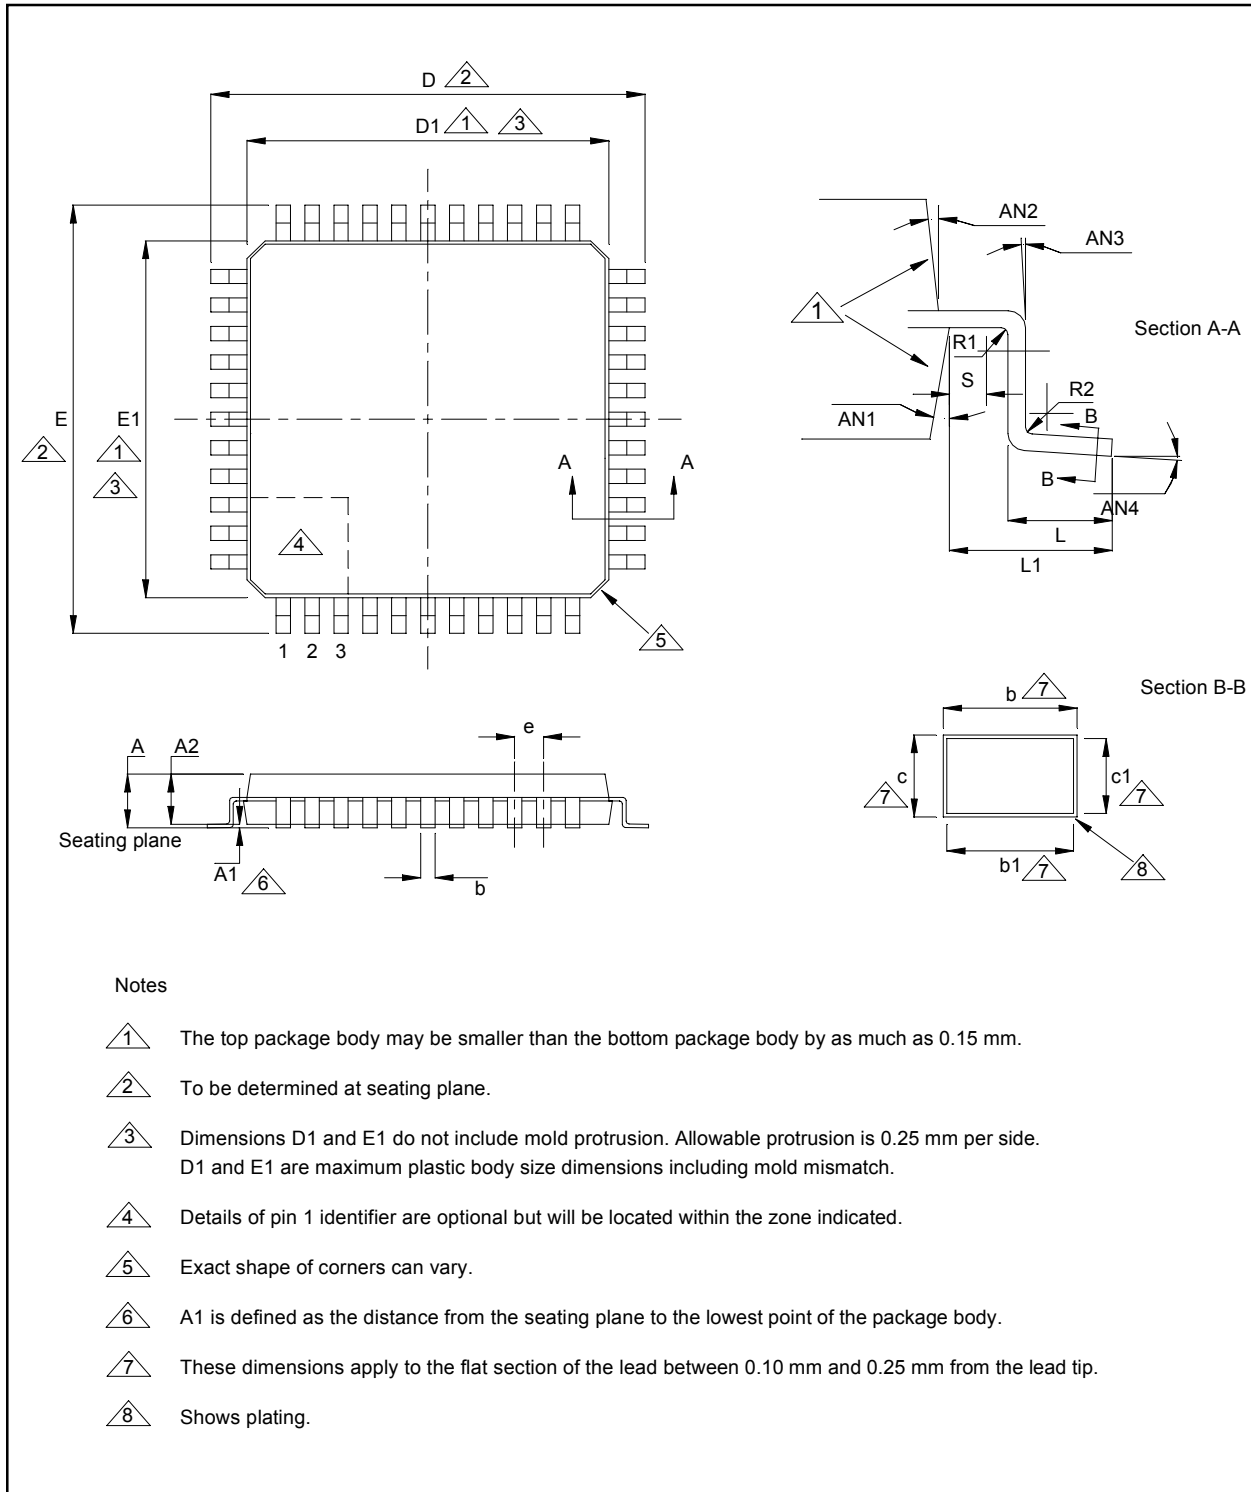 D 2
D1 1 3
AN2
AN3
1
Section A-A
R1
S
R2
E
E1
B
AN1
2
1
3
A
A
B
AN4
4
L
L1
5
1 2 3
Section B-B
b 7
A
A2
e
c
c1
7
7
Seating plane
A1
6
b
b1 7
8
Notes
1 The top package body may be smaller than the bottom package body by as much as 0.15 mm.
2 To be determined at seating plane.
3 Dimensions D1 and E1 do not include mold protrusion. Allowable protrusion is 0.25 mm per side.
D1 and E1 are maximum plastic body size dimensions including mold mismatch.
4 Details of pin 1 identifier are optional but will be located within the zone indicated.
5 Exact shape of corners can vary.
6 A1 is defined as the distance from the seating plane to the lowest point of the package body.
7 These dimensions apply to the flat section of the lead between 0.10 mm and 0.25 mm from the lead tip.
8 Shows plating.